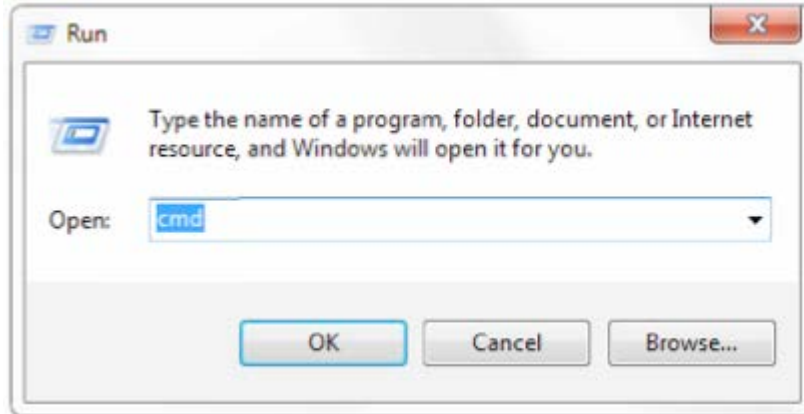 Run
Type the name of a program, folder, document, or Internet
resource, and Windows will open it for you.
Open: cmd
OK Cancel Browse...